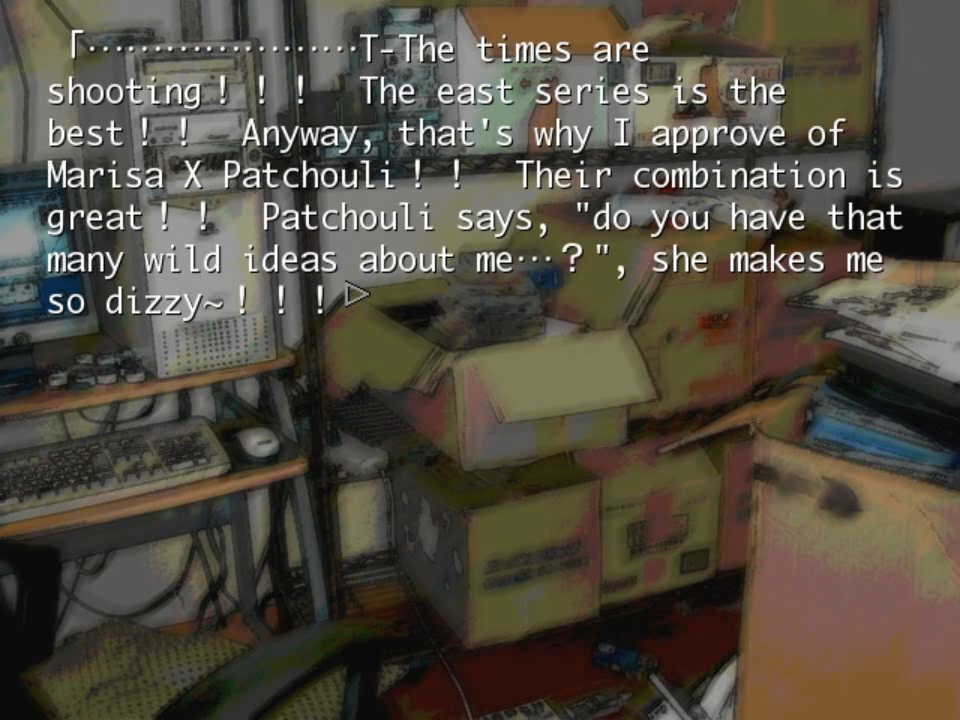 「…………………T-The times are
shooting！！！ The east series is the
best！！ Anyway, that's why I approve of
Marisa X Patchouli！！ Their combination is
great！！ Patchouli says, "do you have that
many wild ideas about me…？", she makes me
so dizzy~！！！